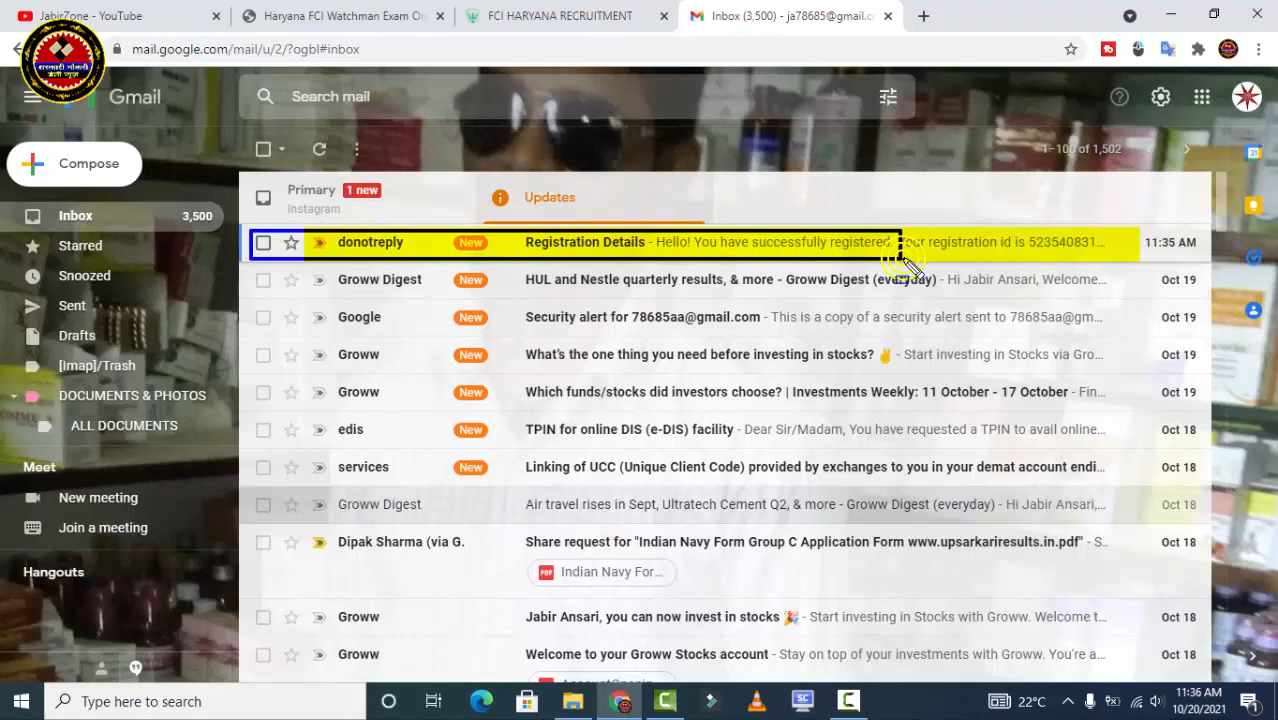 JabirZone - YouTube
Haryana FCI Watchman Exam On
FCI HARYANA RECRUITMENT
Inbox (3,500) - ja78685@gmail.c
mail.google.com/mail/u/2/?ogbl#inbox
सरकारी नौकरी
डेली न्यूज़
Gmail
Search mail
Compose
1–100 of 1,502
Primary 1 new
Instagram
Updates
Inbox 3,500
Starred
Snoozed
Sent
Drafts
[Imap]/Trash
DOCUMENTS & PHOTOS
ALL DOCUMENTS
Meet
New meeting
Join a meeting
Hangouts
donotreply New Registration Details - Hello! You have successfully registered. registration id is 523540831... 11:35 AM
Groww Digest New HUL and Nestle quarterly results, & more - Groww Digest (everyday) - Hi Jabir Ansari, Welcome... Oct 19
Google New Security alert for 78685aa@gmail.com - This is a copy of a security alert sent to 78685aa@gm... Oct 19
Groww New What's the one thing you need before investing in stocks? ✌ - Start investing in Stocks via Gro... Oct 19
Groww New Which funds/stocks did investors choose? | Investments Weekly: 11 October - 17 October - Fin... Oct 19
edis New TPIN for online DIS (e-DIS) facility - Dear Sir/Madam, You have requested a TPIN to avail online... Oct 18
services New Linking of UCC (Unique Client Code) provided by exchanges to you in your demat account endi... Oct 18
Groww Digest Air travel rises in Sept, Ultratech Cement Q2, & more - Groww Digest (everyday) - Hi Jabir Ansari,... Oct 18
Dipak Sharma (via G. Share request for "Indian Navy Form Group C Application Form www.upsarkariresults.in.pdf" - S... Oct 18
PDF Indian Navy For...
Groww Jabir Ansari, you can now invest in stocks 🎉 - Start investing in Stocks with Groww. Welcome t... Oct 18
Groww Welcome to your Groww Stocks account - Stay on top of your investments with Groww. You're a... Oct 18
AccountOpenin
Type here to search
22°C
11:36 AM
10/20/2021